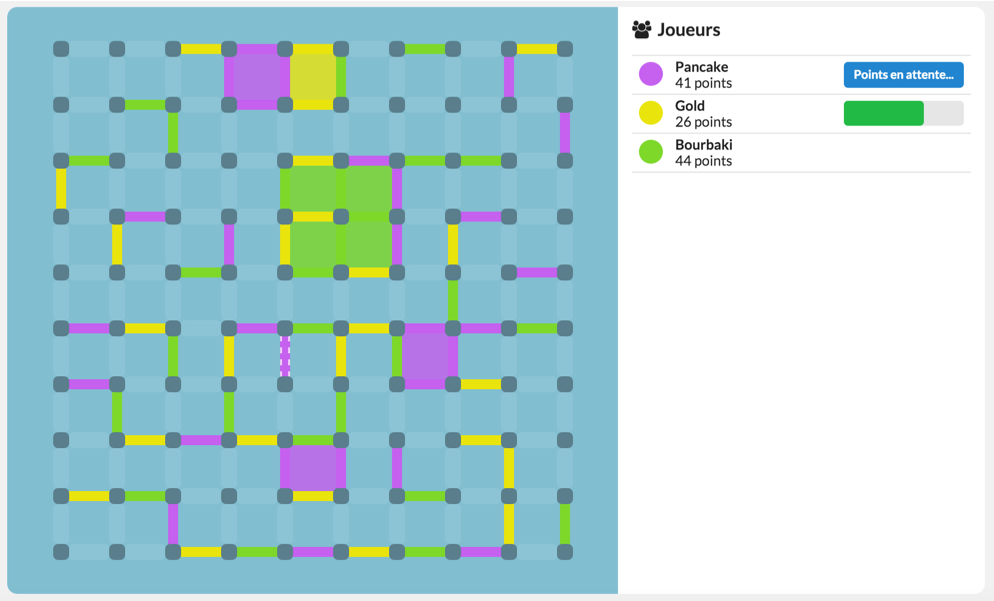 Joueurs
Pancake
41 points
Points en attente...
Gold
26 points
Bourbaki
44 points